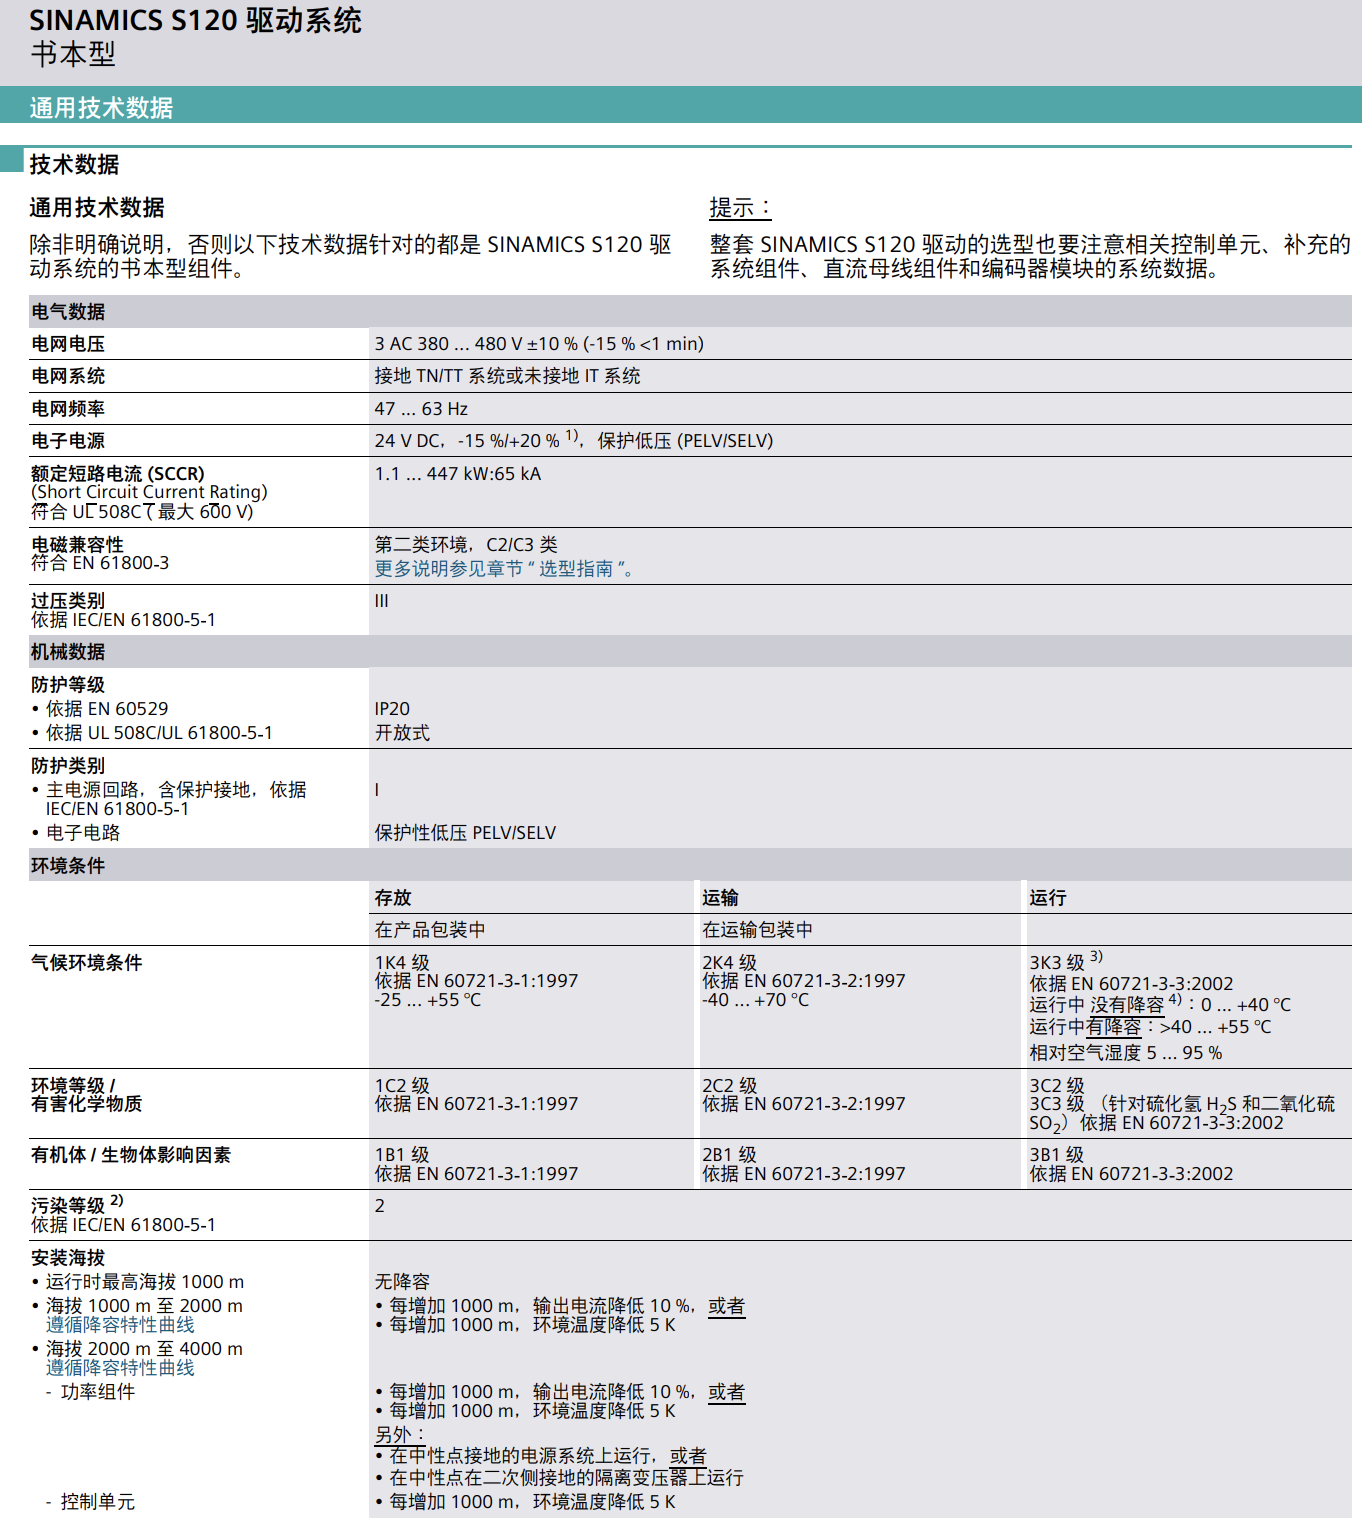 SINAMICS S120 驱动系统
书本型
通用技术数据
技术数据
通用技术数据
除非明确说明，否则以下技术数据针对的都是 SINAMICS S120 驱
动系统的书本型组件。
提示：
整套 SINAMICS S120 驱动的选型也要注意相关控制单元、补充的
系统组件、直流母线组件和编码器模块的系统数据。
电气数据
电网电压
3 AC 380 ... 480 V ±10 % (-15 % <1 min)
电网系统
接地 TN/TT 系统或未接地 IT 系统
电网频率
47 ... 63 Hz
电子电源
24 V DC，-15 %/+20 % 1)，保护低压 (PELV/SELV)
额定短路电流 (SCCR)
(Short Circuit Current Rating)
符合 UL 508C ( 最大 600 V)
1.1 ... 447 kW:65 kA
电磁兼容性
符合 EN 61800-3
第二类环境，C2/C3 类
更多说明参见章节 “ 选型指南 ”。
过压类别
依据 IEC/EN 61800-5-1
III
机械数据
防护等级
• 依据 EN 60529
IP20
• 依据 UL 508C/UL 61800-5-1
开放式
防护类别
• 主电源回路，含保护接地，依据
IEC/EN 61800-5-1
I
• 电子电路
保护性低压 PELV/SELV
环境条件
存放
运输
运行
在产品包装中
在运输包装中
气候环境条件
1K4 级
依据 EN 60721-3-1:1997
-25 ... +55 °C
2K4 级
依据 EN 60721-3-2:1997
-40 ... +70 °C
3K3 级 3)
依据 EN 60721-3-3:2002
运行中 没有降容 4)：0 ... +40 °C
运行中有降容：>40 ... +55 °C
相对空气湿度 5 ... 95 %
环境等级 /
有害化学物质
1C2 级
依据 EN 60721-3-1:1997
2C2 级
依据 EN 60721-3-2:1997
3C2 级
3C3 级 （针对硫化氢 H2S 和二氧化硫
SO2）依据 EN 60721-3-3:2002
有机体 / 生物体影响因素
1B1 级
依据 EN 60721-3-1:1997
2B1 级
依据 EN 60721-3-2:1997
3B1 级
依据 EN 60721-3-3:2002
污染等级 2)
依据 IEC/EN 61800-5-1
2
安装海拔
• 运行时最高海拔 1000 m
无降容
• 海拔 1000 m 至 2000 m
遵循降容特性曲线
• 每增加 1000 m，输出电流降低 10 %，或者
• 每增加 1000 m，环境温度降低 5 K
• 海拔 2000 m 至 4000 m
遵循降容特性曲线
- 功率组件
• 每增加 1000 m，输出电流降低 10 %，或者
• 每增加 1000 m，环境温度降低 5 K
另外：
• 在中性点接地的电源系统上运行，或者
• 在中性点在二次侧接地的隔离变压器上运行
- 控制单元
• 每增加 1000 m，环境温度降低 5 K